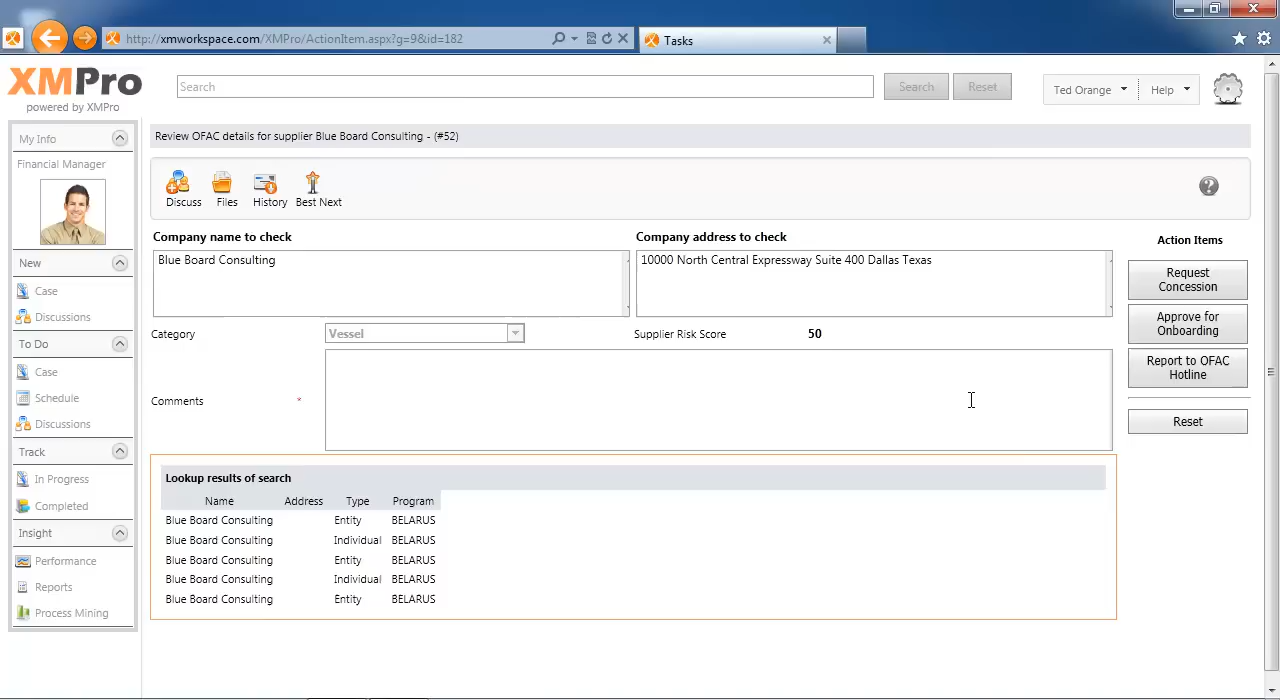 http://xmworkspace.com/XMPro/ActionItem.aspx?g=9&id=182
Tasks
XMPro
powered by XMPro
Search
Search
Reset
Ted Orange
Help
My Info
Financial Manager
New
Case
Discussions
To Do
Case
Schedule
Discussions
Track
In Progress
Completed
Insight
Performance
Reports
Process Mining
Review OFAC details for supplier Blue Board Consulting - (#52)
Discuss Files History Best Next
Company name to check
Blue Board Consulting
Company address to check
10000 North Central Expressway Suite 400 Dallas Texas
Category Vessel
Supplier Risk Score 50
Comments *
Lookup results of search
Name Address Type Program
Blue Board Consulting Entity BELARUS
Blue Board Consulting Individual BELARUS
Blue Board Consulting Entity BELARUS
Blue Board Consulting Individual BELARUS
Blue Board Consulting Entity BELARUS
Action Items
Request
Concession
Approve for
Onboarding
Report to OFAC
Hotline
Reset